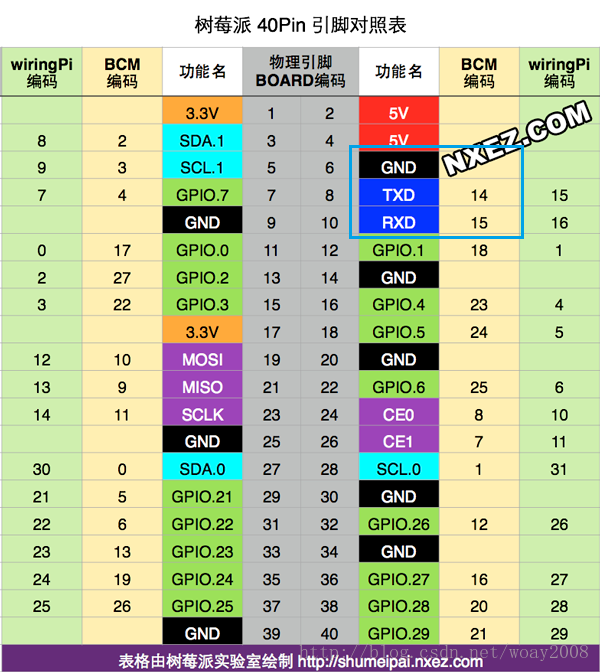 树莓派 40Pin 引脚对照表
wiringPi 编码 BCM 编码 功能名 物理引脚 BOARD编码 功能名 BCM 编码 wiringPi 编码
3.3V 1 2 5V
8 2 SDA.1 3 4 5V
9 3 SCL.1 5 6 GND
NXEZ.COM
7 4 GPIO.7 7 8 TXD 14 15
GND 9 10 RXD 15 16
0 17 GPIO.0 11 12 GPIO.1 18 1
2 27 GPIO.2 13 14 GND
3 22 GPIO.3 15 16 GPIO.4 23 4
3.3V 17 18 GPIO.5 24 5
12 10 MOSI 19 20 GND
13 9 MISO 21 22 GPIO.6 25 6
14 11 SCLK 23 24 CE0 8 10
GND 25 26 CE1 7 11
30 0 SDA.0 27 28 SCL.0 1 31
21 5 GPIO.21 29 30 GND
22 6 GPIO.22 31 32 GPIO.26 12 26
23 13 GPIO.23 33 34 GND
24 19 GPIO.24 35 36 GPIO.27 16 27
25 26 GPIO.25 37 38 GPIO.28 20 28
GND 39 40 GPIO.29 21 29
http://blog.csdn.net/woay2008
表格由树莓派实验室绘制 http://shumeipai.nxez.com